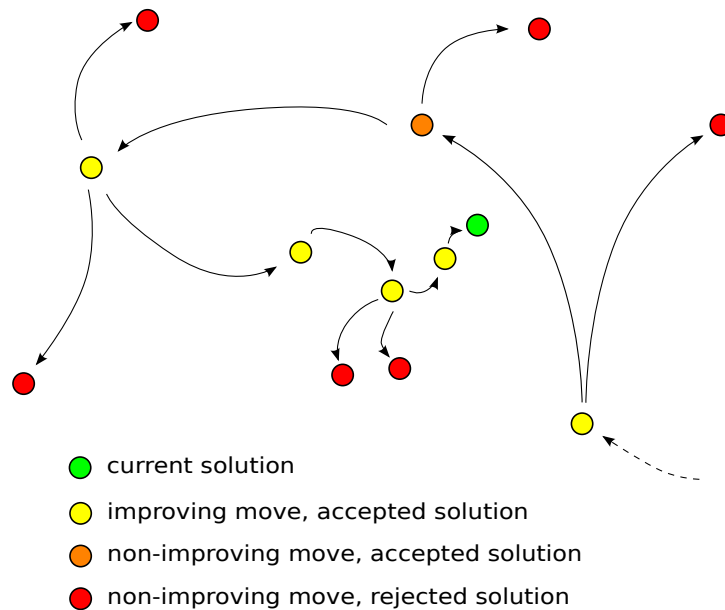 current solution
improving move, accepted solution
non-improving move, accepted solution
non-improving move, rejected solution